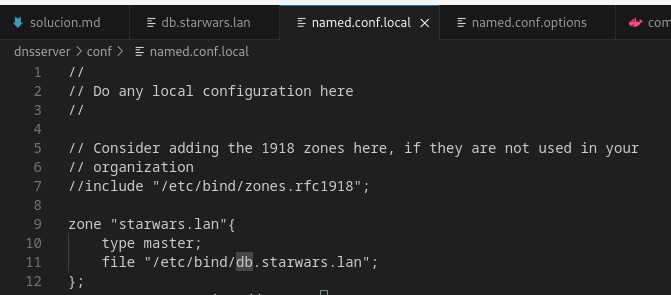 solucion.md db.starwars.lan named.conf.local × named.conf.options com
dnsserver > conf > named.conf.local
1 //
2 // Do any local configuration here
3 //
4
5 // Consider adding the 1918 zones here, if they are not used in your
6 // organization
7 //include "/etc/bind/zones.rfc1918";
8
9 zone "starwars.lan"{
10 type master;
11 file "/etc/bind/db.starwars.lan";
12 };